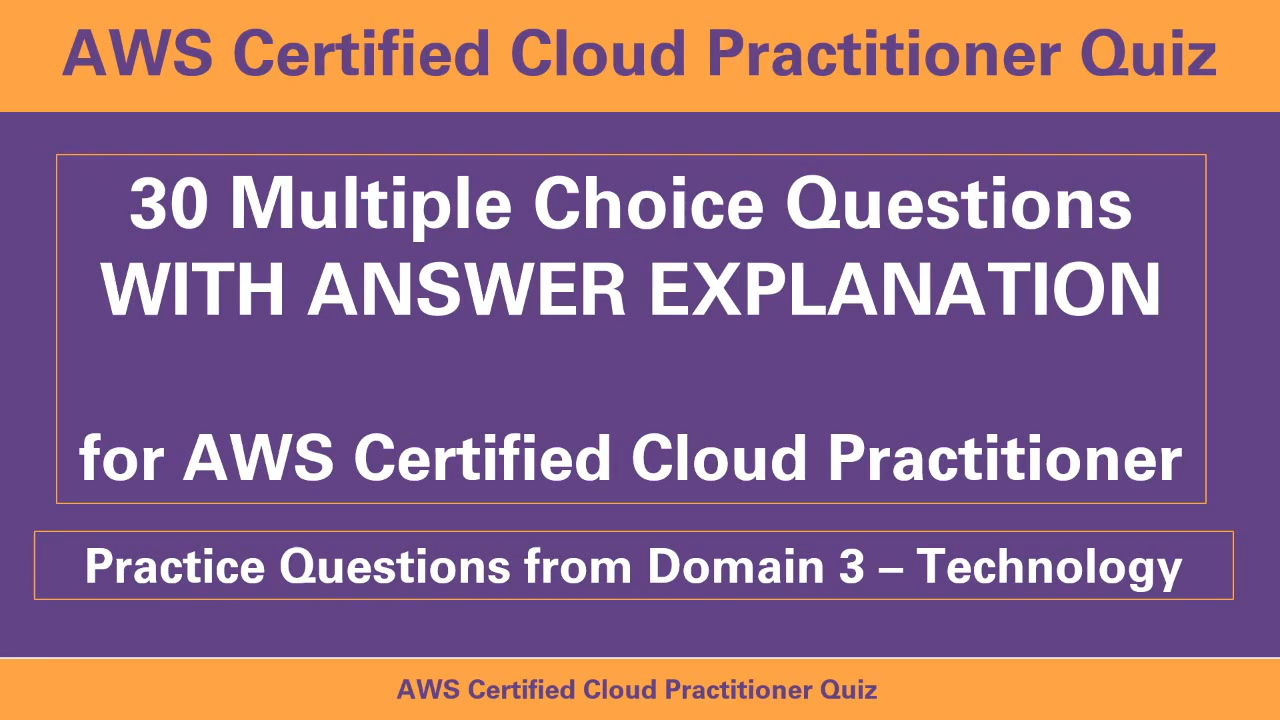 AWS Certified Cloud Practitioner Quiz
30 Multiple Choice Questions
WITH ANSWER EXPLANATION
for AWS Certified Cloud Practitioner
Practice Questions from Domain 3 – Technology
AWS Certified Cloud Practitioner Quiz